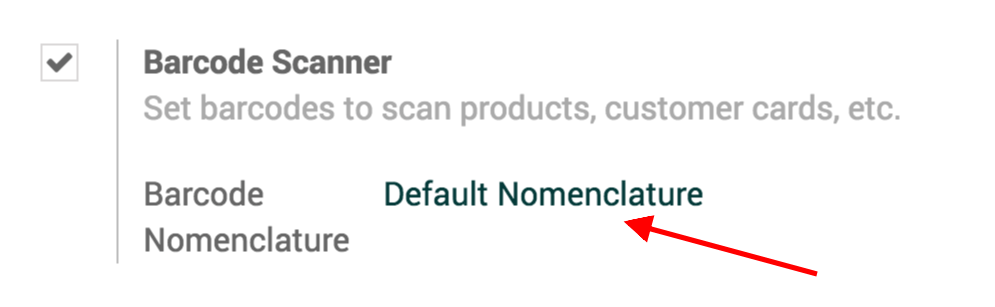 Barcode Scanner
Set barcodes to scan products, customer cards, etc.
Barcode Default Nomenclature
Nomenclature